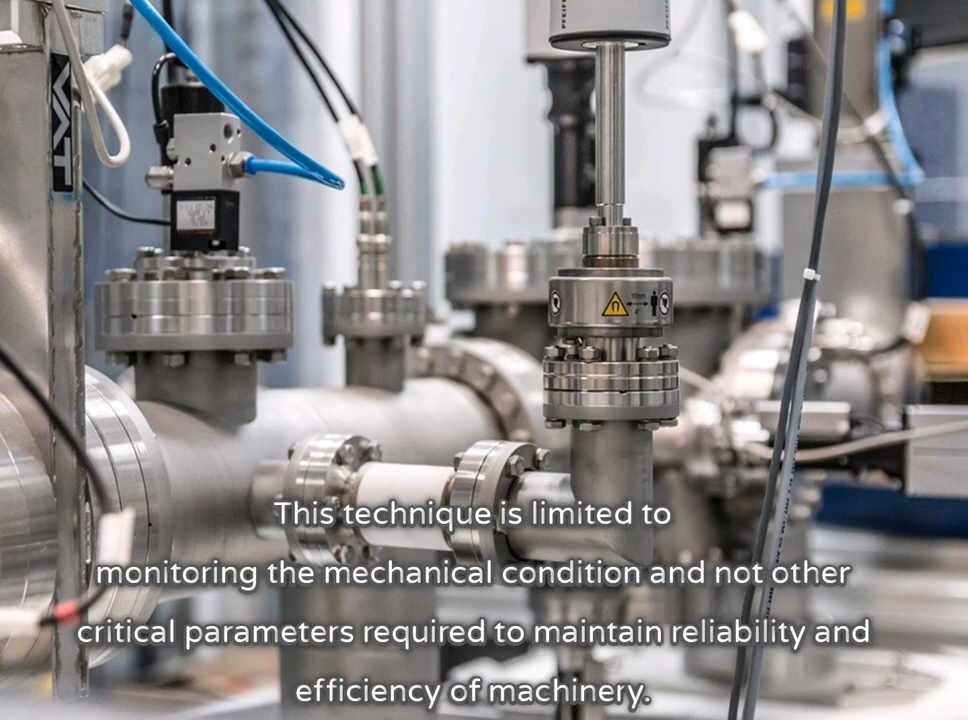 PFEIFFER
VAT
This technique is limited to
monitoring the mechanical condition and not other
critical parameters required to maintain reliability and
efficiency of machinery.